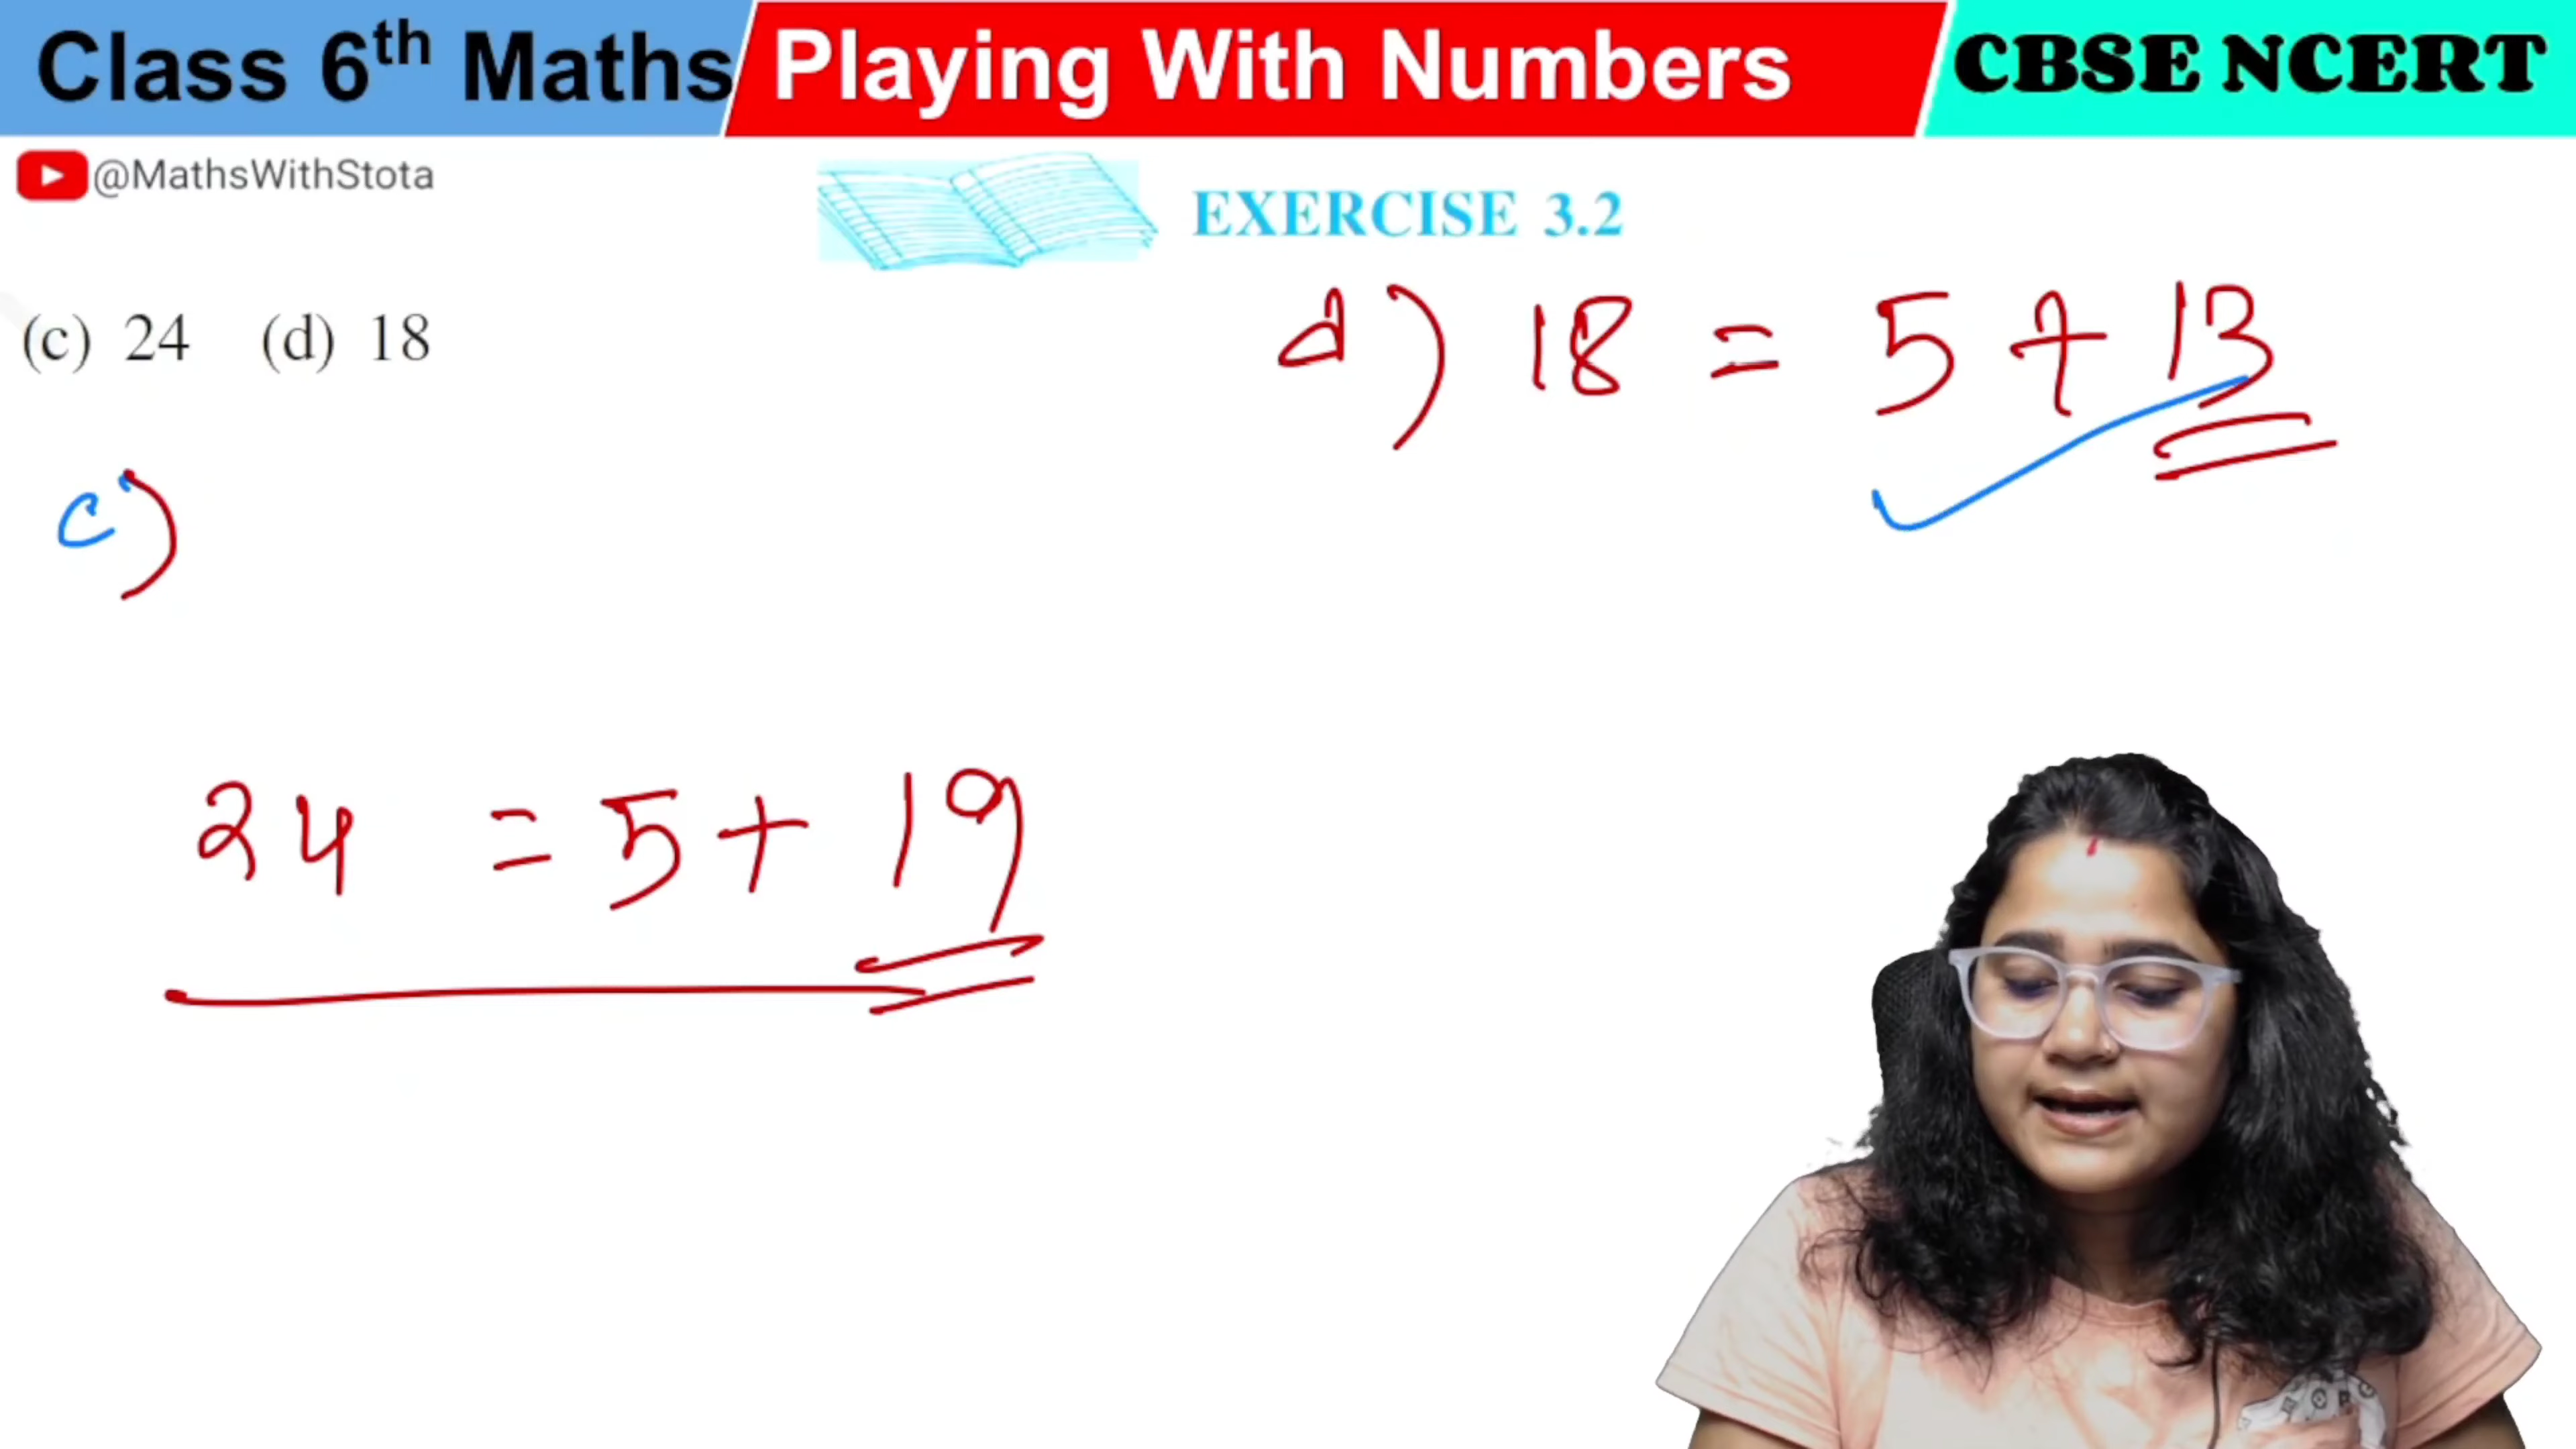 Class 6th Maths Playing With Numbers CBSE NCERT
@MathsWithStota
EXERCISE 3.2
(c) 24 (d) 18
d) 18 = 5 + 13
c)
24 = 5 + 19